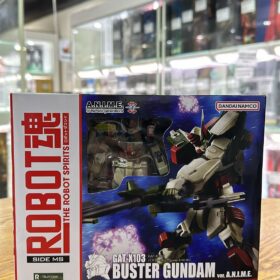 A.N.I.M.E.
BANDAI NAMCO
ROBOT魂
THE ROBOT SPIRITS
SIDE MS
GAT-X103
BUSTER GUNDAM ver. A.N.I.M.E.